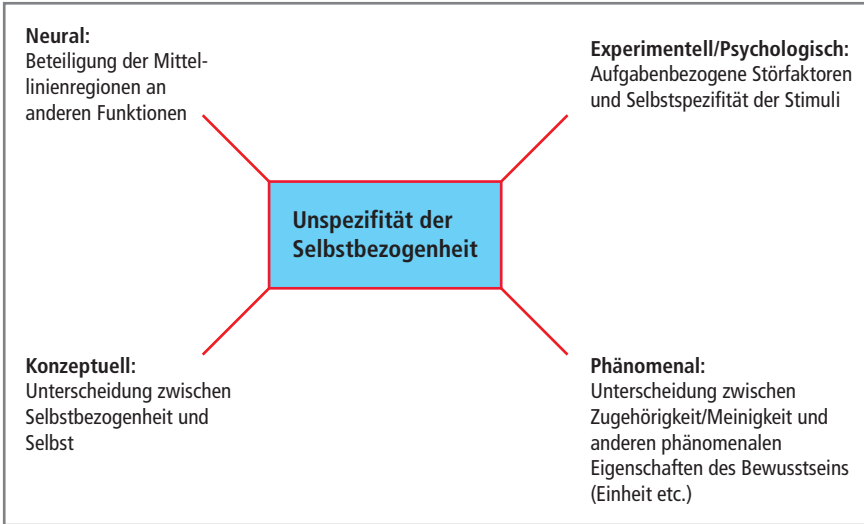 Neural:
Beteiligung der Mittel-
linienregionen an
anderen Funktionen
Experimentell/Psychologisch:
Aufgabenbezogene Störfaktoren
und Selbstspezifität der Stimuli
Unspezifität der
Selbstbezogenheit
Konzeptuell:
Unterscheidung zwischen
Selbstbezogenheit und
Selbst
Phänomenal:
Unterscheidung zwischen
Zugehörigkeit/Meinigkeit und
anderen phänomenalen
Eigenschaften des Bewusstseins
(Einheit etc.)